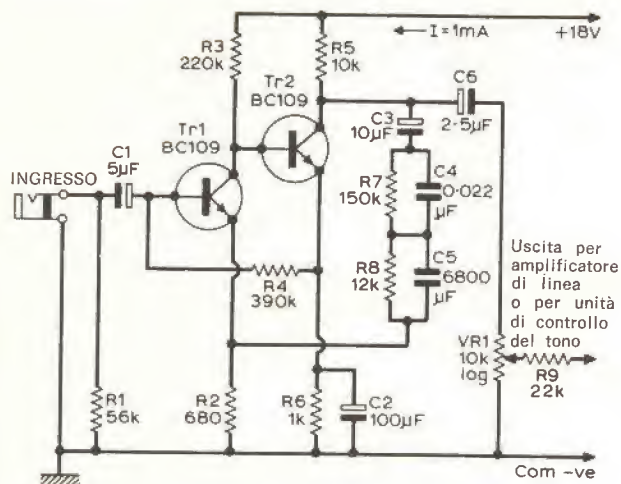 R3
220k
R5
10k
I=1mA
+18V
Tr1
BC109
Tr2
BC109
C3
10µF
C6
2-5µF
INGRESSO
C1
5µF
R7
150k
C4
0·022
µF
R4
390k
R8
12k
C5
6800
µF
Uscita per
amplificatore
di linea
o per unità
di controllo
del tono
VR1
10k
log
R9
22k
R1
56k
R2
680
R6
1k
C2
100µF
Com -ve